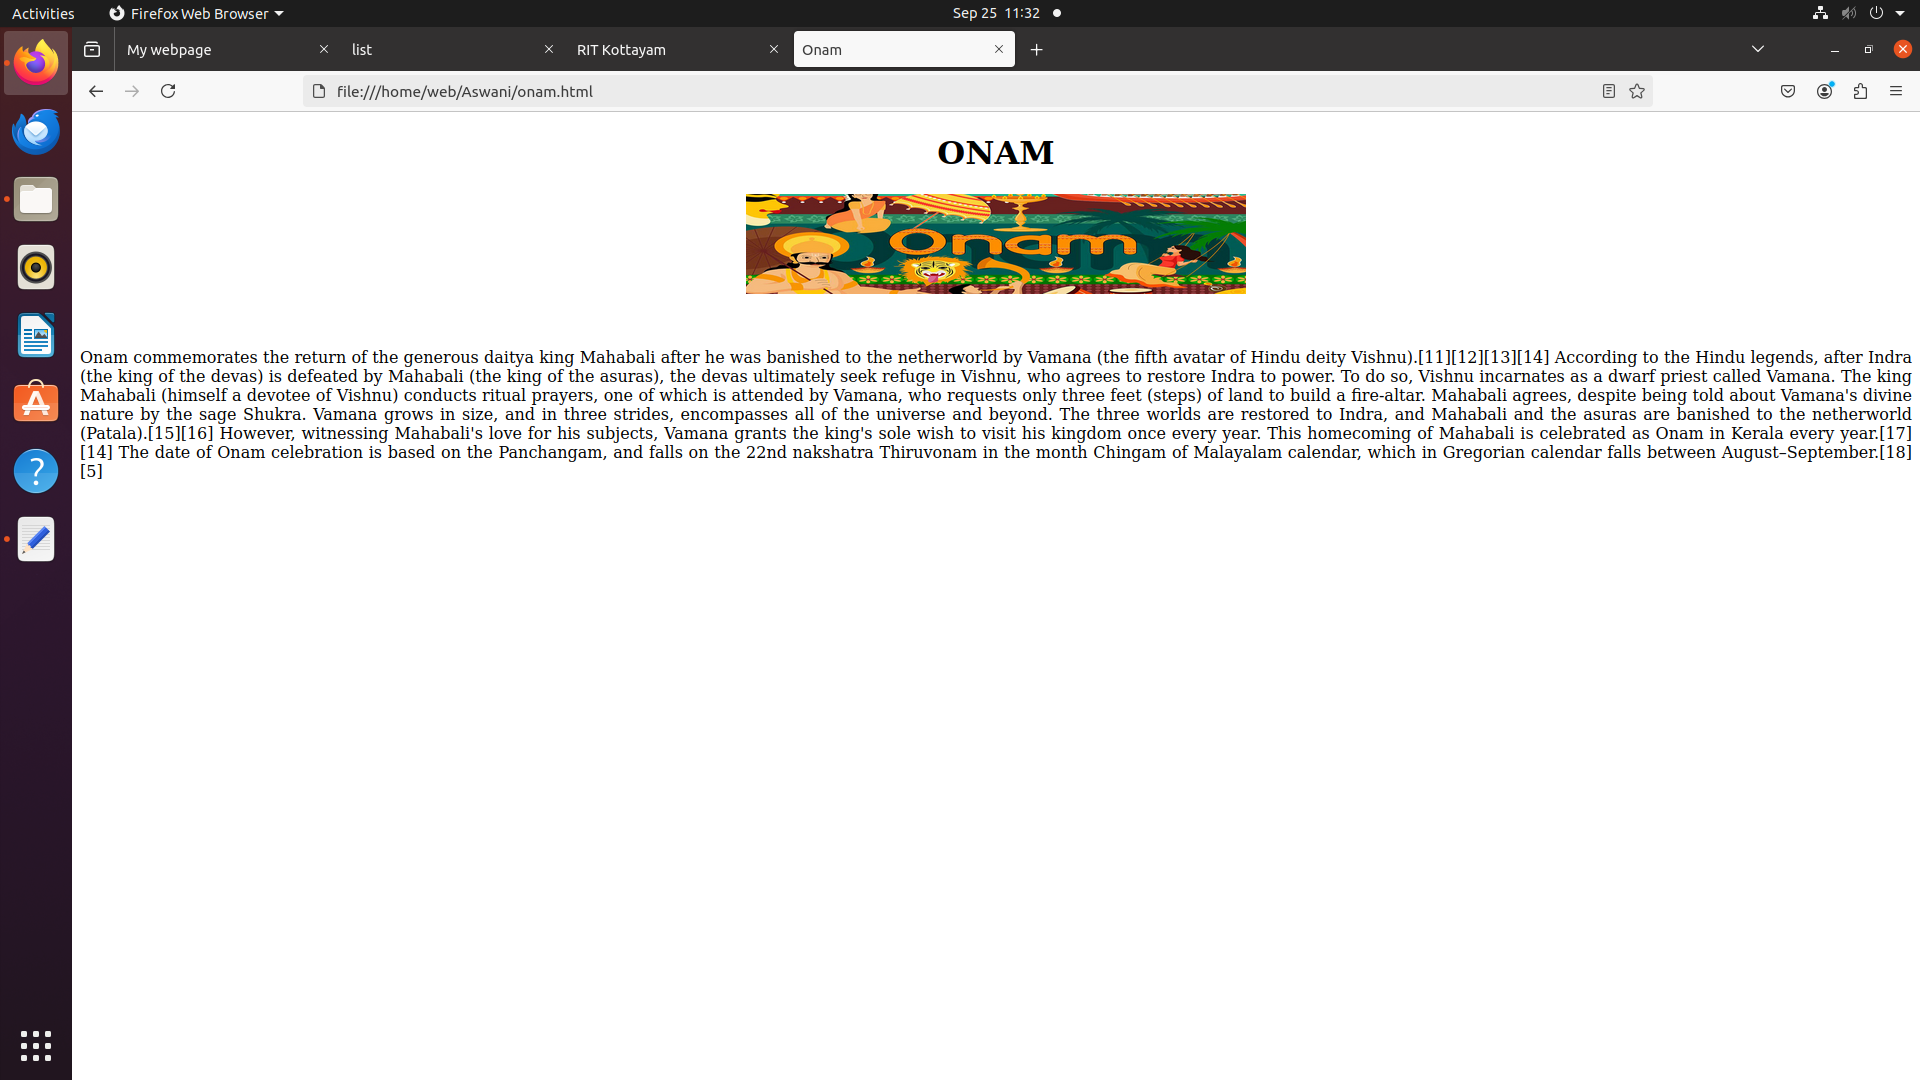 Activities
Firefox Web Browser
Sep 25 11:32
My webpage
list
RIT Kottayam
Onam
file:///home/web/Aswani/onam.html
ONAM
Onam
Onam commemorates the return of the generous daitya king Mahabali after he was banished to the netherworld by Vamana (the fifth avatar of Hindu deity Vishnu).[11][12][13][14] According to the Hindu legends, after Indra
(the king of the devas) is defeated by Mahabali (the king of the asuras), the devas ultimately seek refuge in Vishnu, who agrees to restore Indra to power. To do so, Vishnu incarnates as a dwarf priest called Vamana. The king
Mahabali (himself a devotee of Vishnu) conducts ritual prayers, one of which is attended by Vamana, who requests only three feet (steps) of land to build a fire-altar. Mahabali agrees, despite being told about Vamana's divine
nature by the sage Shukra. Vamana grows in size, and in three strides, encompasses all of the universe and beyond. The three worlds are restored to Indra, and Mahabali and the asuras are banished to the netherworld
(Patala).[15][16] However, witnessing Mahabali's love for his subjects, Vamana grants the king's sole wish to visit his kingdom once every year. This homecoming of Mahabali is celebrated as Onam in Kerala every year.[17]
[14] The date of Onam celebration is based on the Panchangam, and falls on the 22nd nakshatra Thiruvonam in the month Chingam of Malayalam calendar, which in Gregorian calendar falls between August–September.[18]
[5]